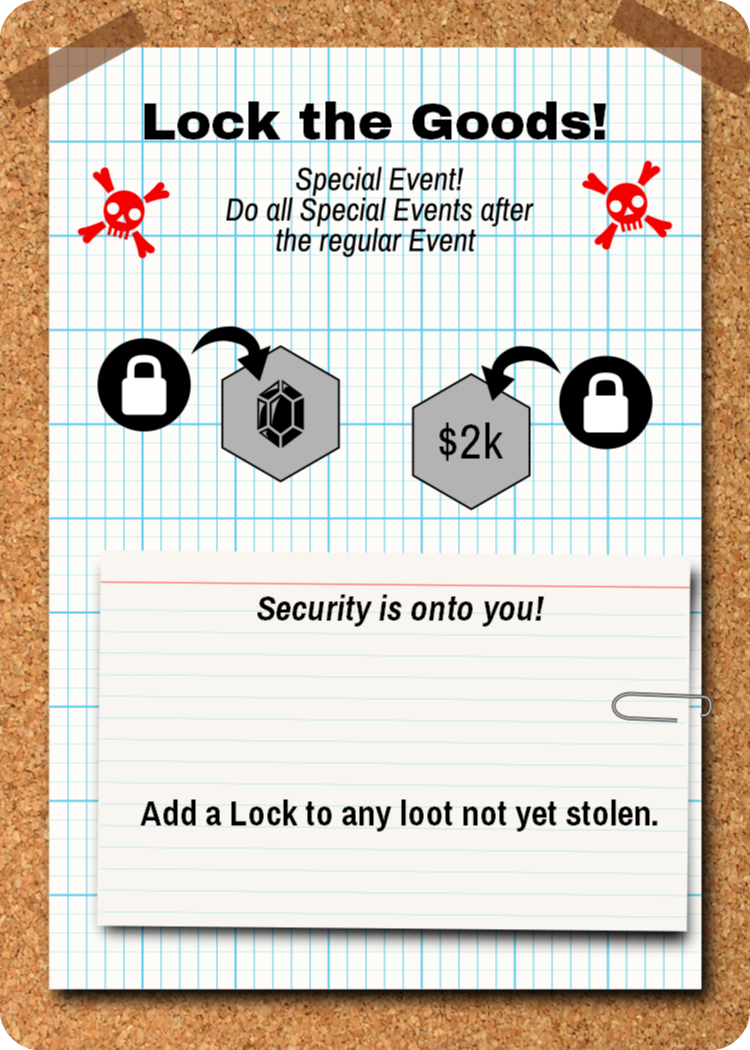 Lock the Goods!
Special Event!
Do all Special Events after
the regular Event
$2k
Security is onto you!
Add a Lock to any loot not yet stolen.